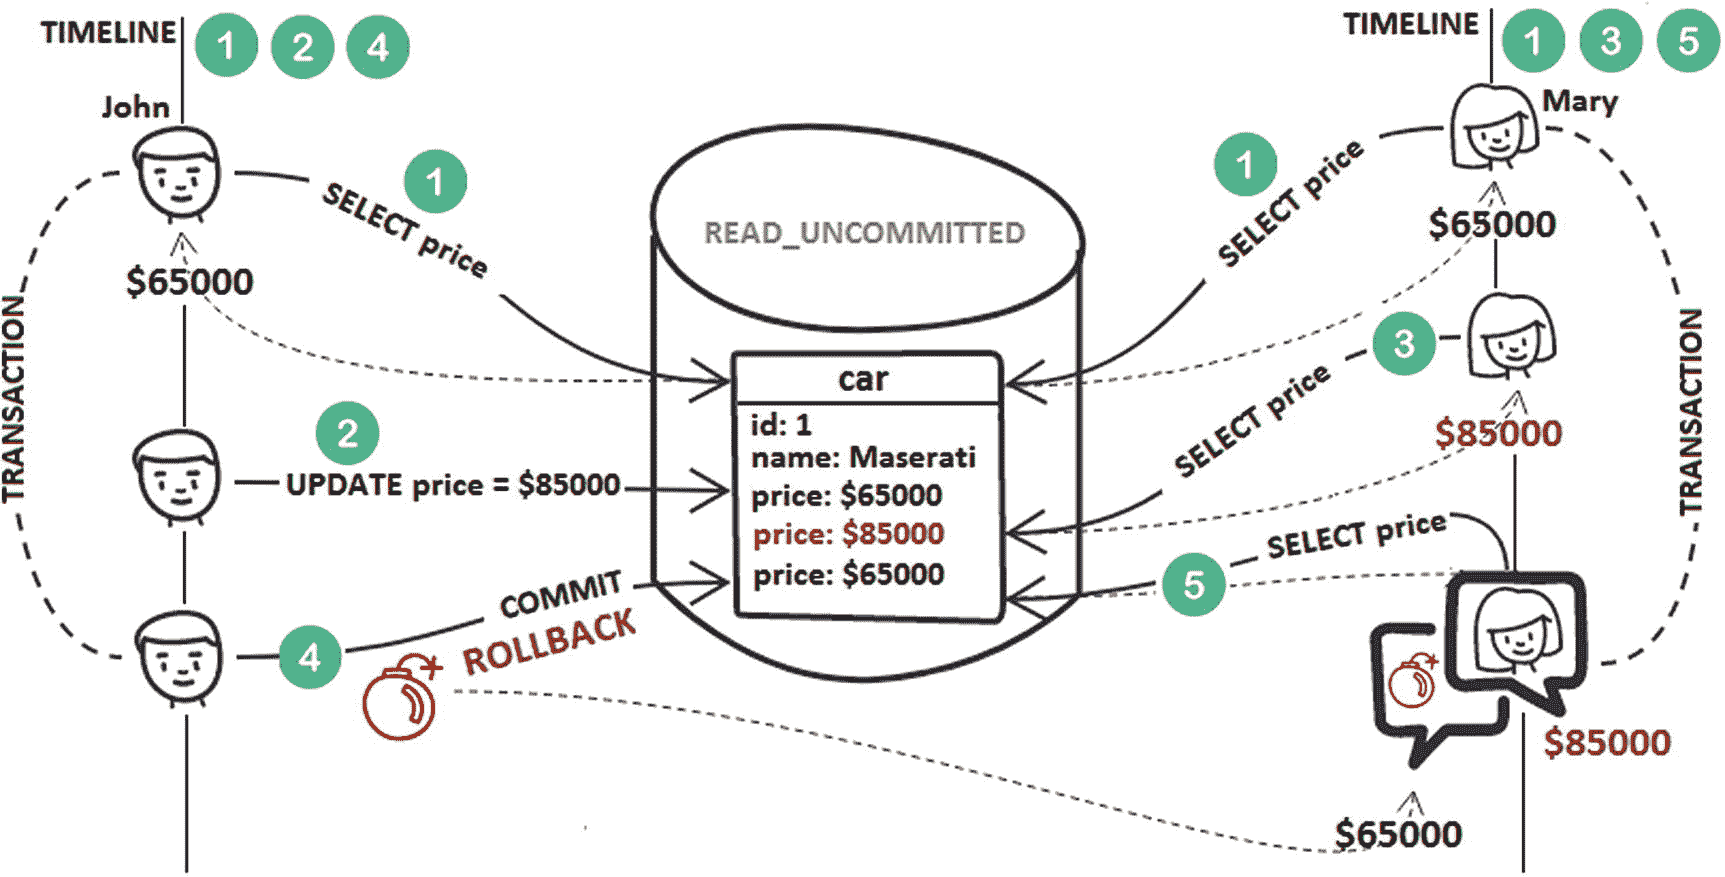 TIMELINE 1 2 4
John
1
SELECT price
$65000
TRANSACTION
2
UPDATE price = $85000
4
COMMIT
ROLLBACK
READ_UNCOMMITTED
car
id: 1
name: Maserati
price: $65000
price: $85000
price: $65000
TIMELINE 1 3 5
Mary
1
SELECT price
$65000
3
SELECT price
$85000
TRANSACTION
SELECT price
5
$85000
$65000